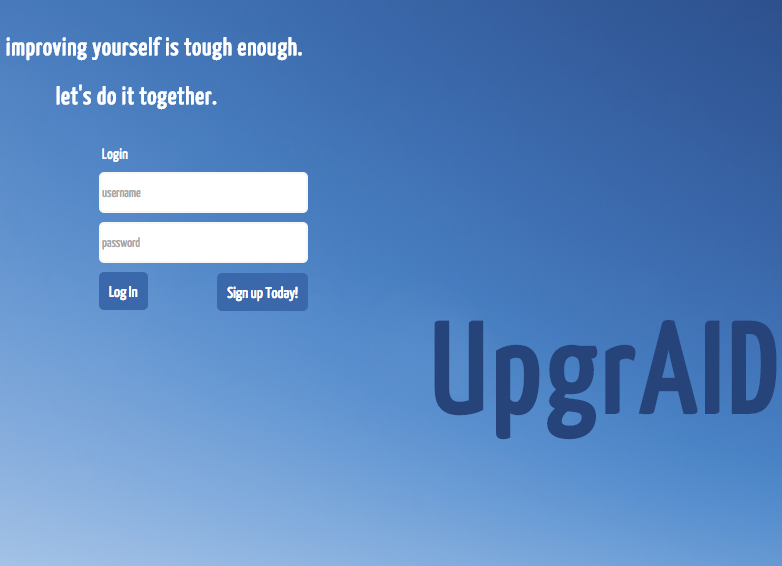 improving yourself is tough enough.
let's do it together.
Login
username
password
Log In
Sign up Today!
UpgrAID